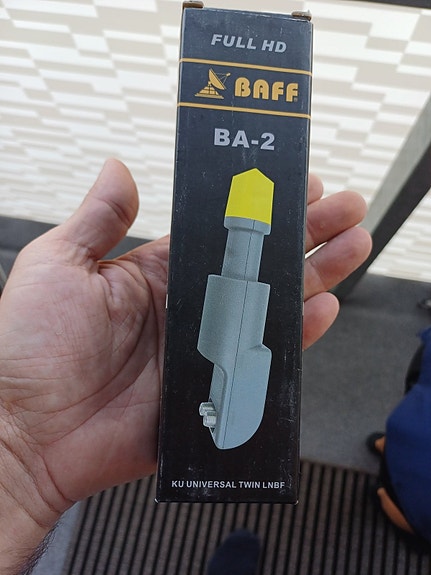 FULL HD
BAFF
BA-2
KU UNIVERSAL TWIN LNBF